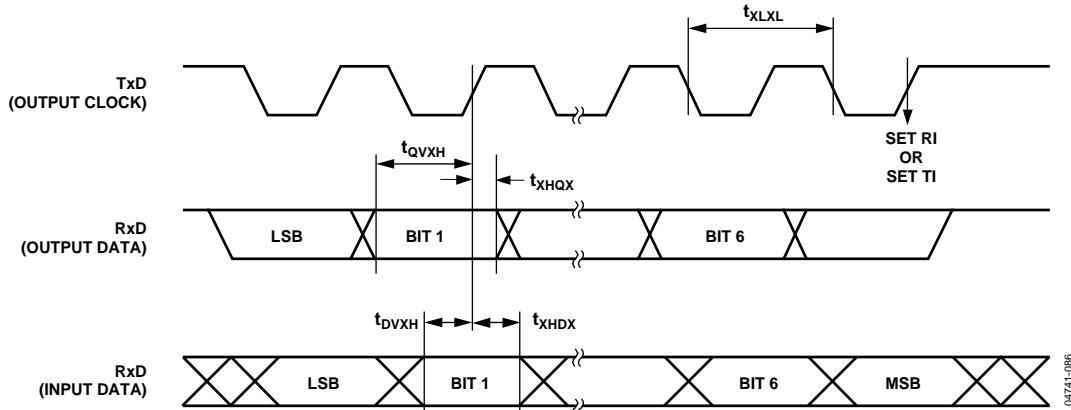 tXLXL
TxD
(OUTPUT CLOCK)
SET RI
OR
SET TI
tQVXH
tXHQX
RxD
(OUTPUT DATA)
LSB
BIT 1
BIT 6
tDVXH
tXHDX
RxD
(INPUT DATA)
LSB
BIT 1
BIT 6
MSB
04741-086